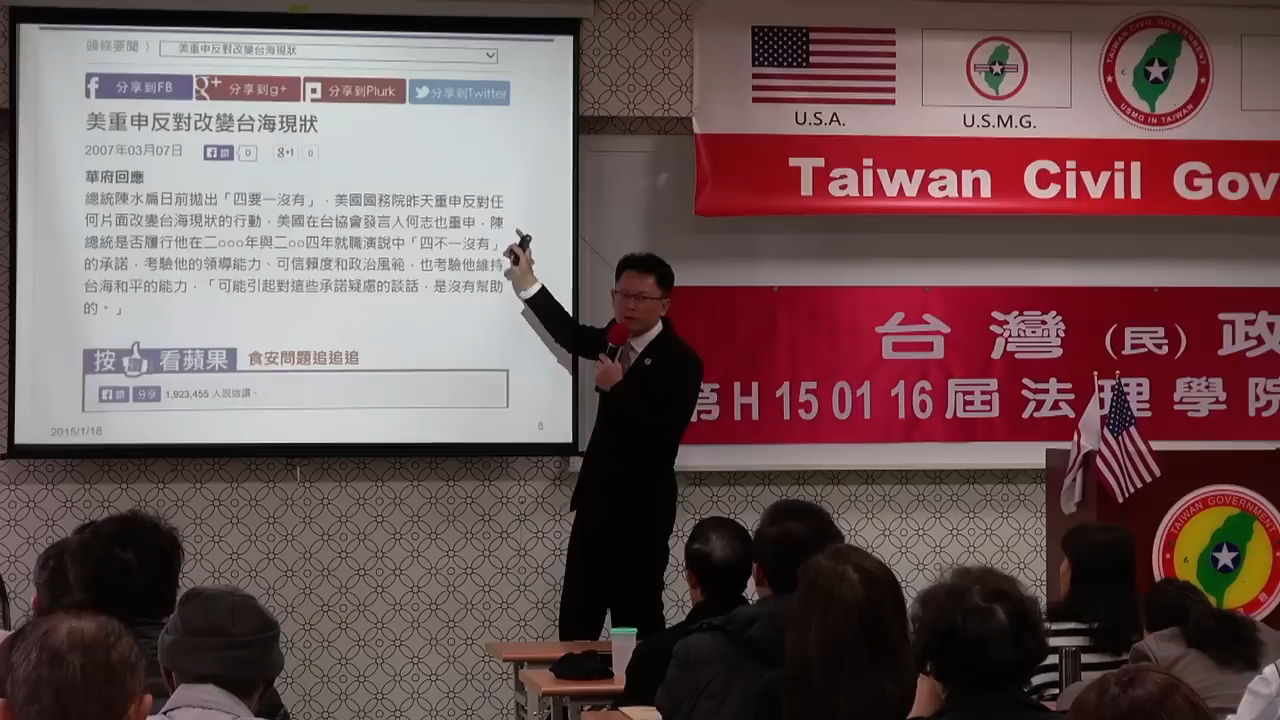 頭條要聞 〉 美重申反對改變台海現狀
分享到FB 分享到g+ 分享到Plurk 分享到Twitter
美重申反對改變台海現狀
2007年03月07日 讚 0 g+1 0
華府回應
總統陳水扁日前拋出「四要一沒有」，美國國務院昨天重申反對任
何片面改變台海現狀的行動，美國在台協會發言人何志也重申，陳
總統是否履行他在二○○○年與二○○四年就職演說中「四不一沒有」
的承諾，考驗他的領導能力、可信賴度和政治風範，也考驗他維持
台海和平的能力，「可能引起對這些承諾疑慮的談話，是沒有幫助
的。」
按 讚 看蘋果 食安問題追追追
讚 分享 1,923,455 人說這讚。
2015/1/18 8
U.S.A. U.S.M.G.
TAIWAN CIVIL GOVERNMENT
USMG IN TAIWAN
Taiwan Civil Gov
台灣(民)政
第H 15 01 16屆法理學院
TAIWAN GOVERNMENT